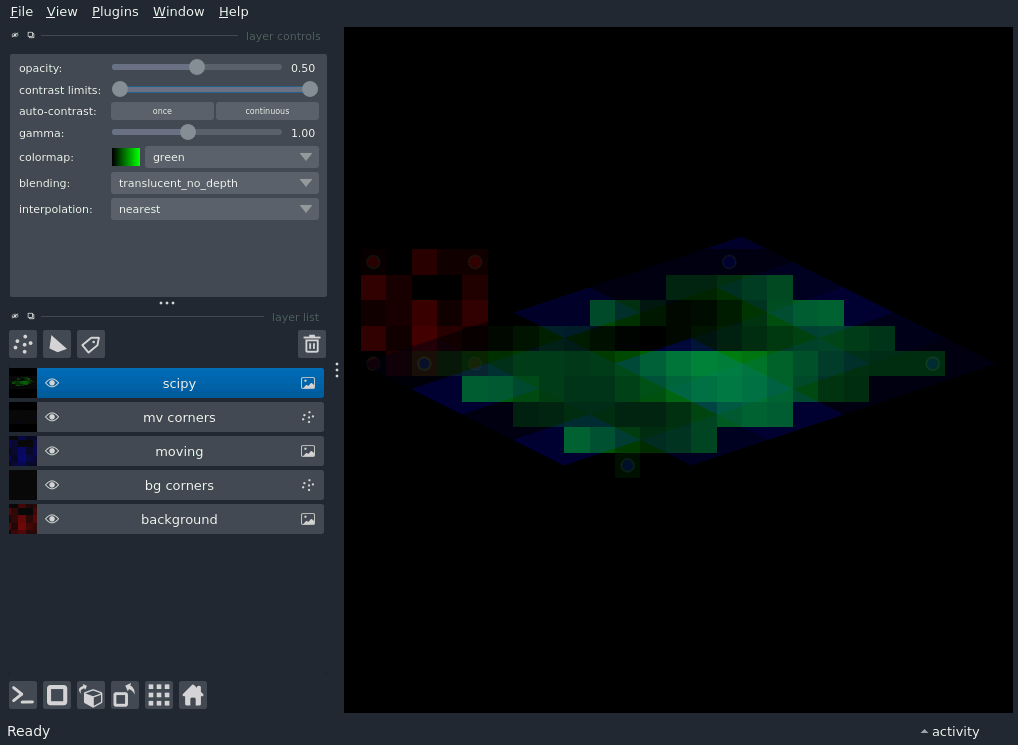 File View Plugins Window Help
layer controls
opacity: 0.50
contrast limits:
auto-contrast: once continuous
gamma: 1.00
colormap: green
blending: translucent_no_depth
interpolation: nearest
layer list
scipy
mv corners
moving
bg corners
background
Ready activity